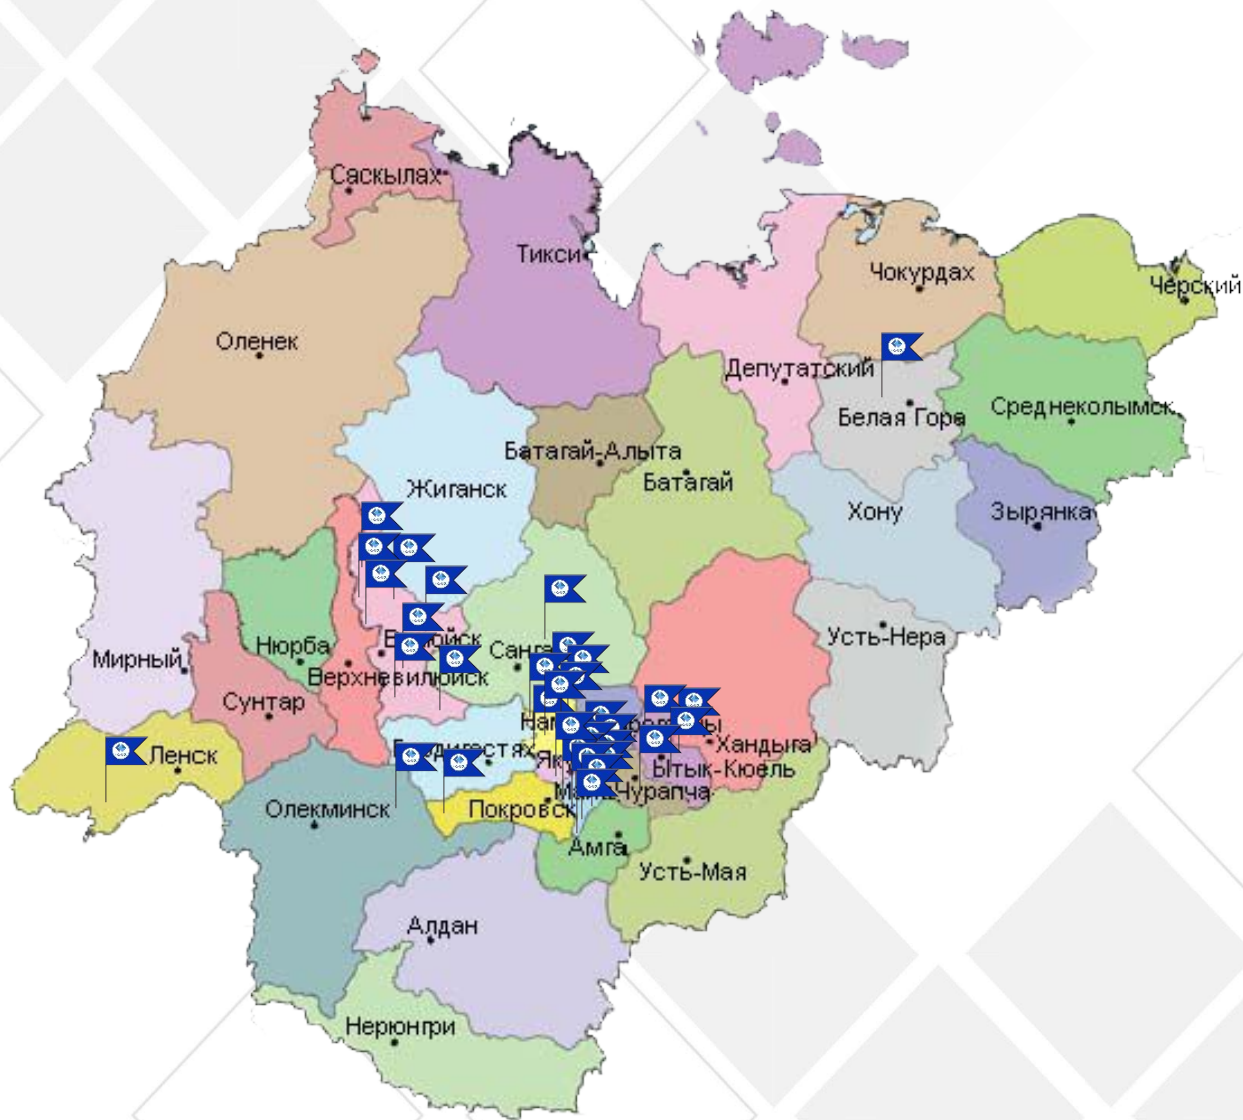 Саскылах
Тикси
Чокурдах
Черский
Оленек
Депутатский
Белая Гора
Среднеколымск
Батагай-Алыта
Батагай
Жиганск
Хону
Зырянка
Усть-Нера
Нюрба
Санга
Мирный
Верхневилюйск
Сунтар
Хандыга
Ленск
Ытык-Кюель
Чурапча
Олекминск
Покровск
Амга
Усть-Мая
Алдан
Нерюнгри